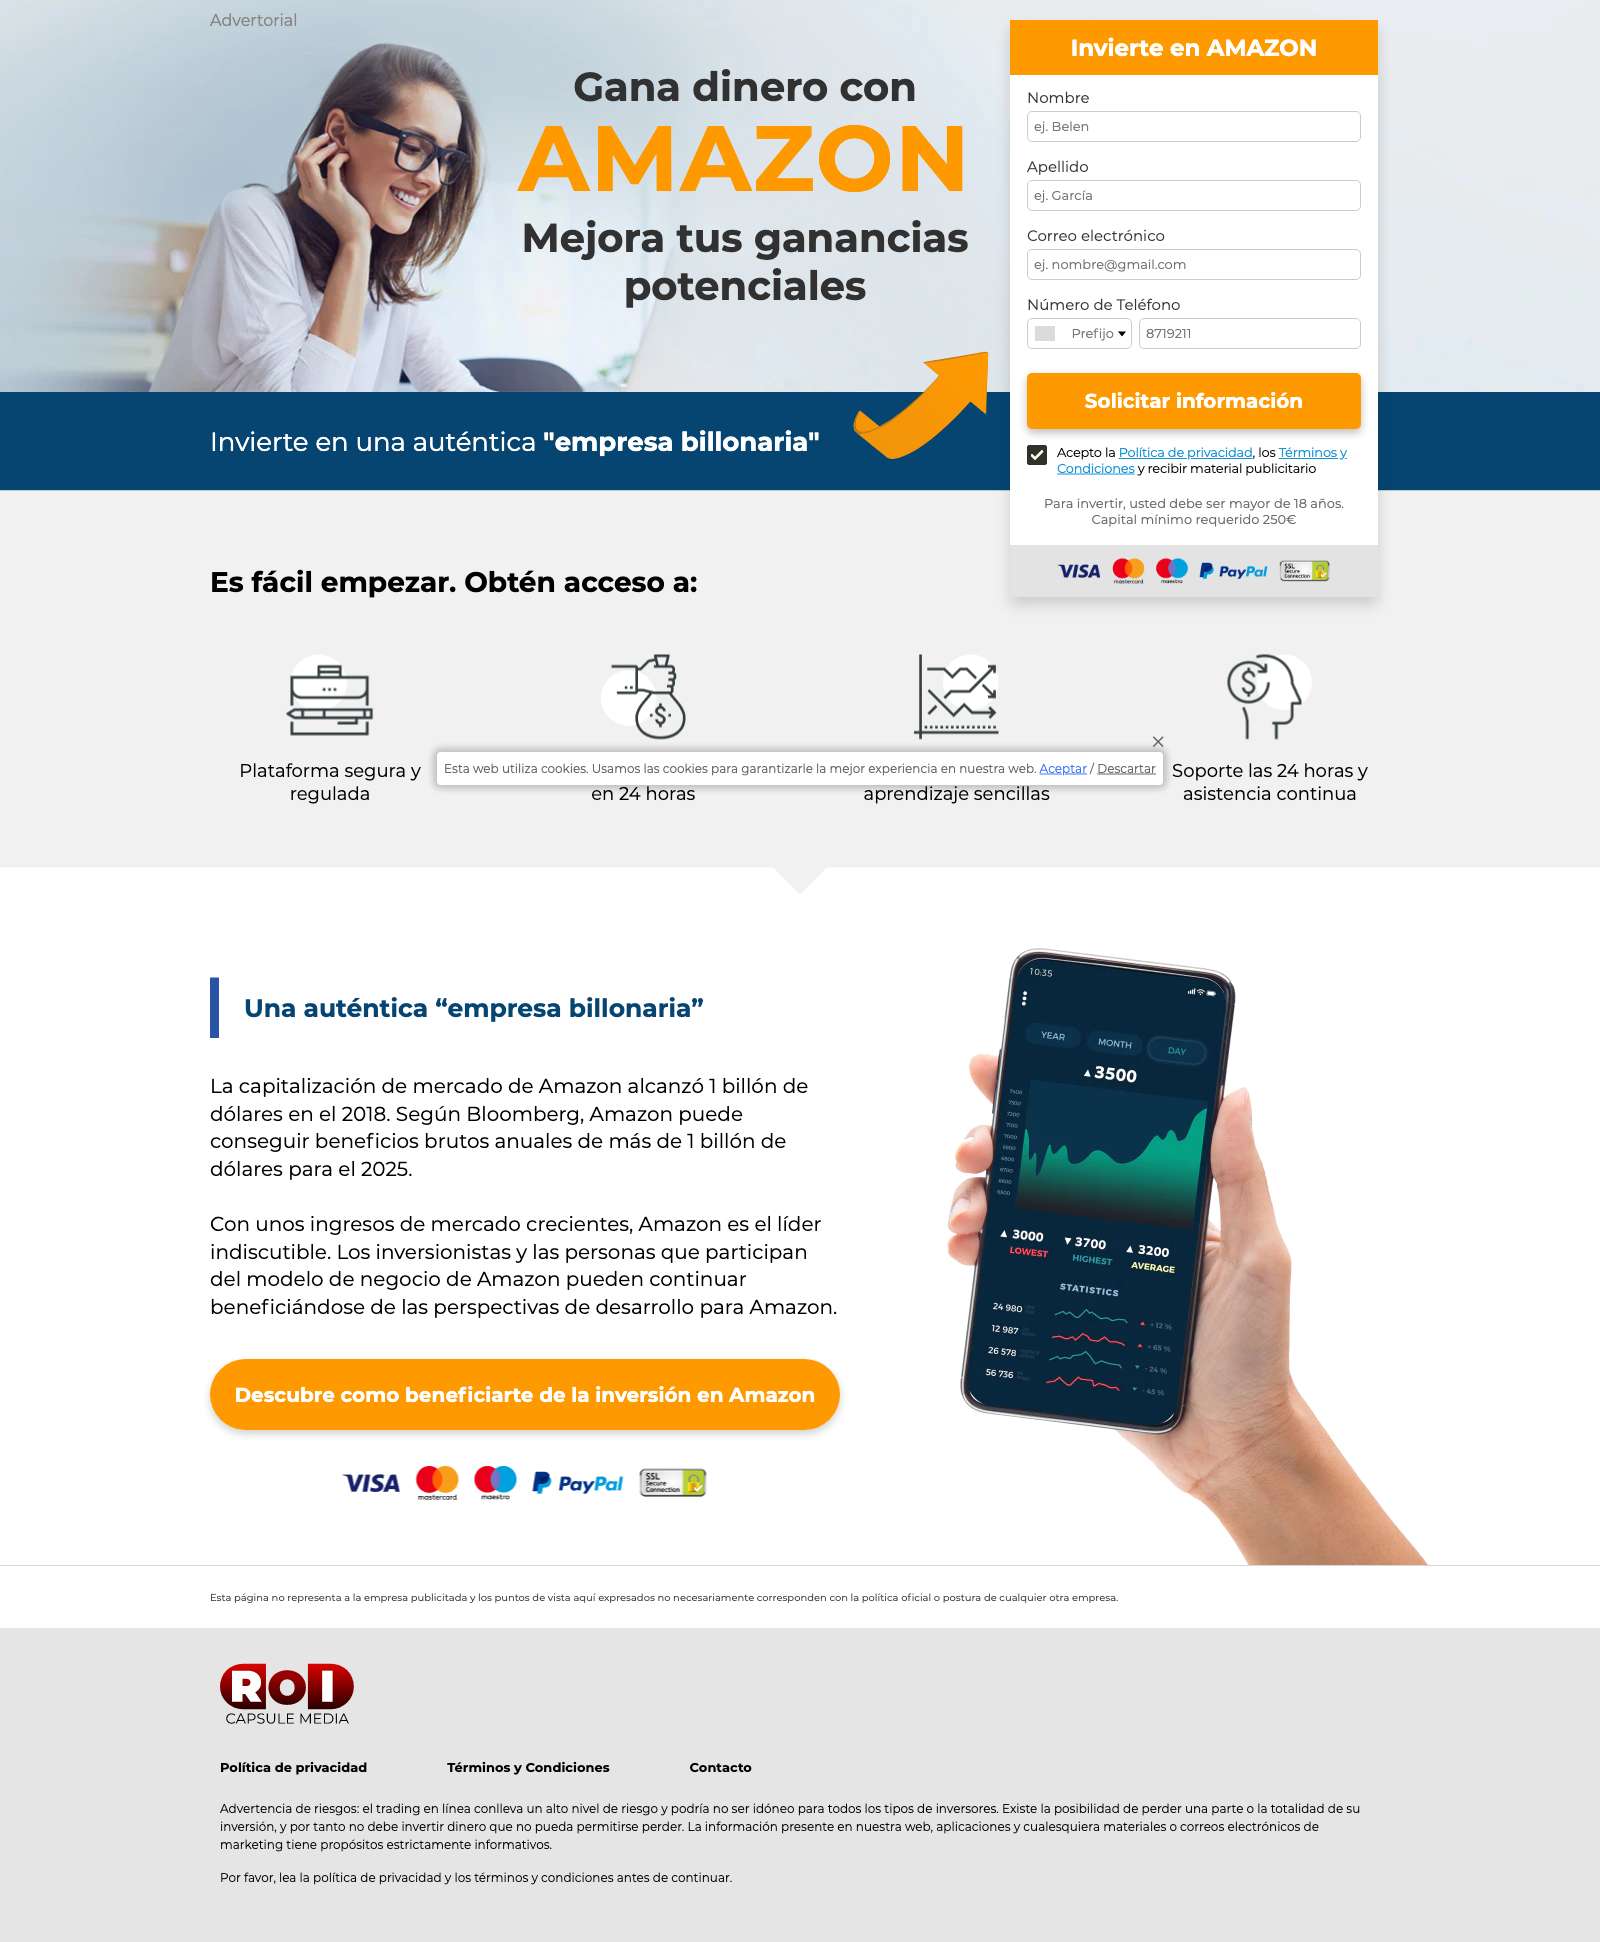 Advertorial
Gana dinero con
AMAZON
Mejora tus ganancias
potenciales
Invierte en una auténtica "empresa billonaria"
Invierte en AMAZON
Nombre
ej. Belen
Apellido
ej. García
Correo electrónico
ej. nombre@gmail.com
Número de Teléfono
Prefijo
8719211
Solicitar información
Acepto la Política de privacidad, los Términos y
Condiciones y recibir material publicitario
Para invertir, usted debe ser mayor de 18 años.
Capital mínimo requerido 250€
VISA mastercard maestro PayPal SSL Secure Connection
Es fácil empezar. Obtén acceso a:
Plataforma segura y
regulada
en 24 horas
aprendizaje sencillas
Soporte las 24 horas y
asistencia continua
Esta web utiliza cookies. Usamos las cookies para garantizarle la mejor experiencia en nuestra web. Aceptar / Descartar
Una auténtica “empresa billonaria”
La capitalización de mercado de Amazon alcanzó 1 billón de
dólares en el 2018. Según Bloomberg, Amazon puede
conseguir beneficios brutos anuales de más de 1 billón de
dólares para el 2025.
Con unos ingresos de mercado crecientes, Amazon es el líder
indiscutible. Los inversionistas y las personas que participan
del modelo de negocio de Amazon pueden continuar
beneficiándose de las perspectivas de desarrollo para Amazon.
Descubre como beneficiarte de la inversión en Amazon
VISA mastercard maestro PayPal SSL Secure Connection
10:35
YEAR MONTH DAY
3500
3000 3700 3200
LOWEST HIGHEST AVERAGE
STATISTICS
24 980 + 12 %
12 987 + 65 %
26 578 - 24 %
56 736 - 45 %
Esta página no representa a la empresa publicitada y los puntos de vista aquí expresados no necesariamente corresponden con la política oficial o postura de cualquier otra empresa.
ROI
CAPSULE MEDIA
Política de privacidad
Términos y Condiciones
Contacto
Advertencia de riesgos: el trading en línea conlleva un alto nivel de riesgo y podría no ser idóneo para todos los tipos de inversores. Existe la posibilidad de perder una parte o la totalidad de su
inversión, y por tanto no debe invertir dinero que no pueda permitirse perder. La información presente en nuestra web, aplicaciones y cualesquiera materiales o correos electrónicos de
marketing tiene propósitos estrictamente informativos.
Por favor, lea la política de privacidad y los términos y condiciones antes de continuar.